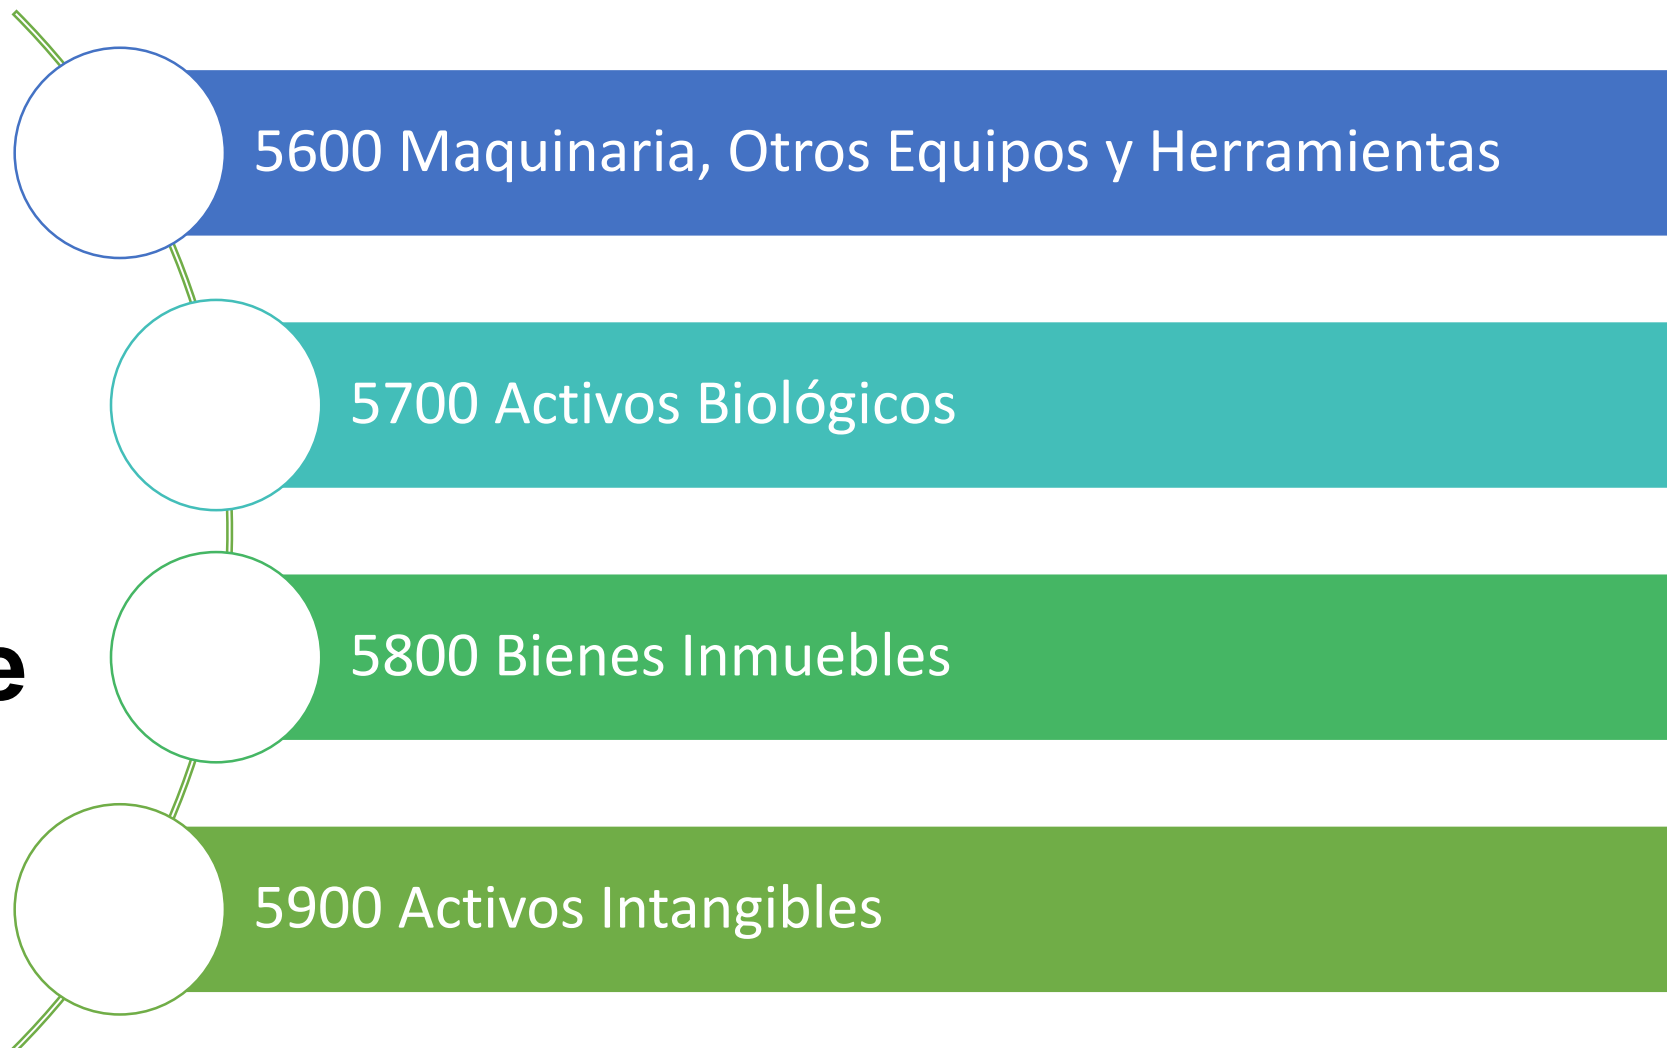 5600 Maquinaria, Otros Equipos y Herramientas
5700 Activos Biológicos
5800 Bienes Inmuebles
5900 Activos Intangibles